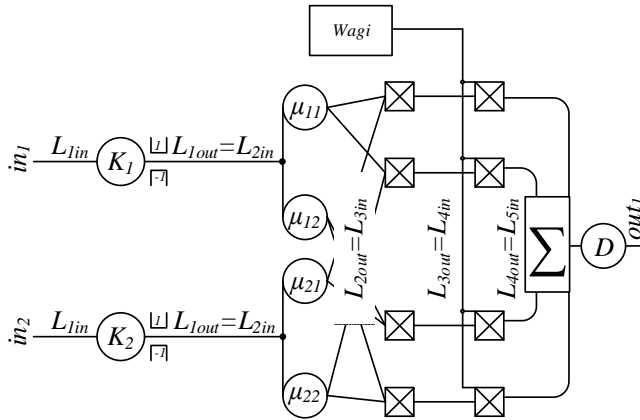 Wagi
μ₁₁
in₁
L₁in
K₁
1
-1
L₁out=L₂in
μ₁₂
L₂out=L₃in
L₃out=L₄in
L₄out=L₅in
Σ
D
out₁
μ₂₁
in₂
L₁in
K₂
1
-1
L₁out=L₂in
μ₂₂